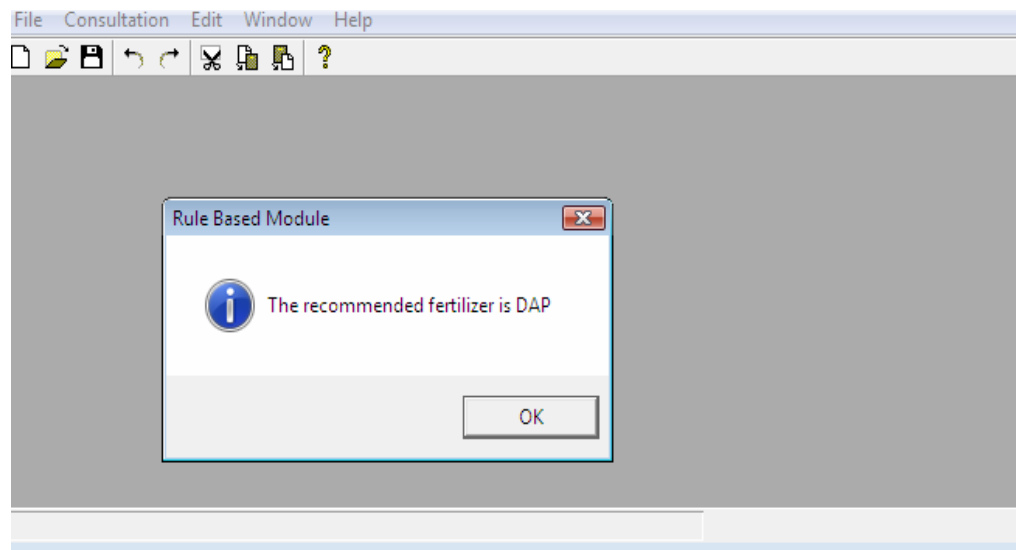 File Consultation Edit Window Help
Rule Based Module
The recommended fertilizer is DAP
OK